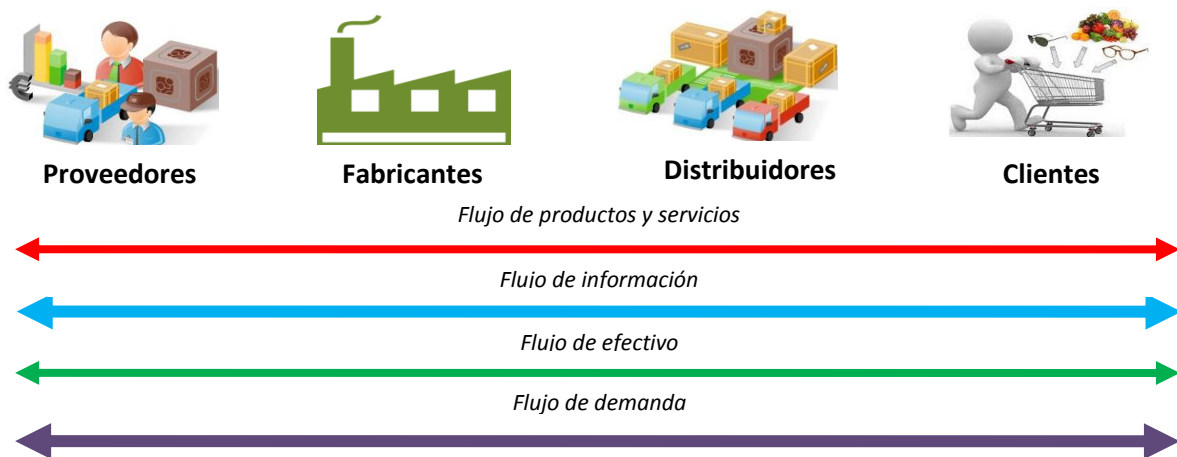 Proveedores
Fabricantes
Distribuidores
Clientes
Flujo de productos y servicios
Flujo de información
Flujo de efectivo
Flujo de demanda